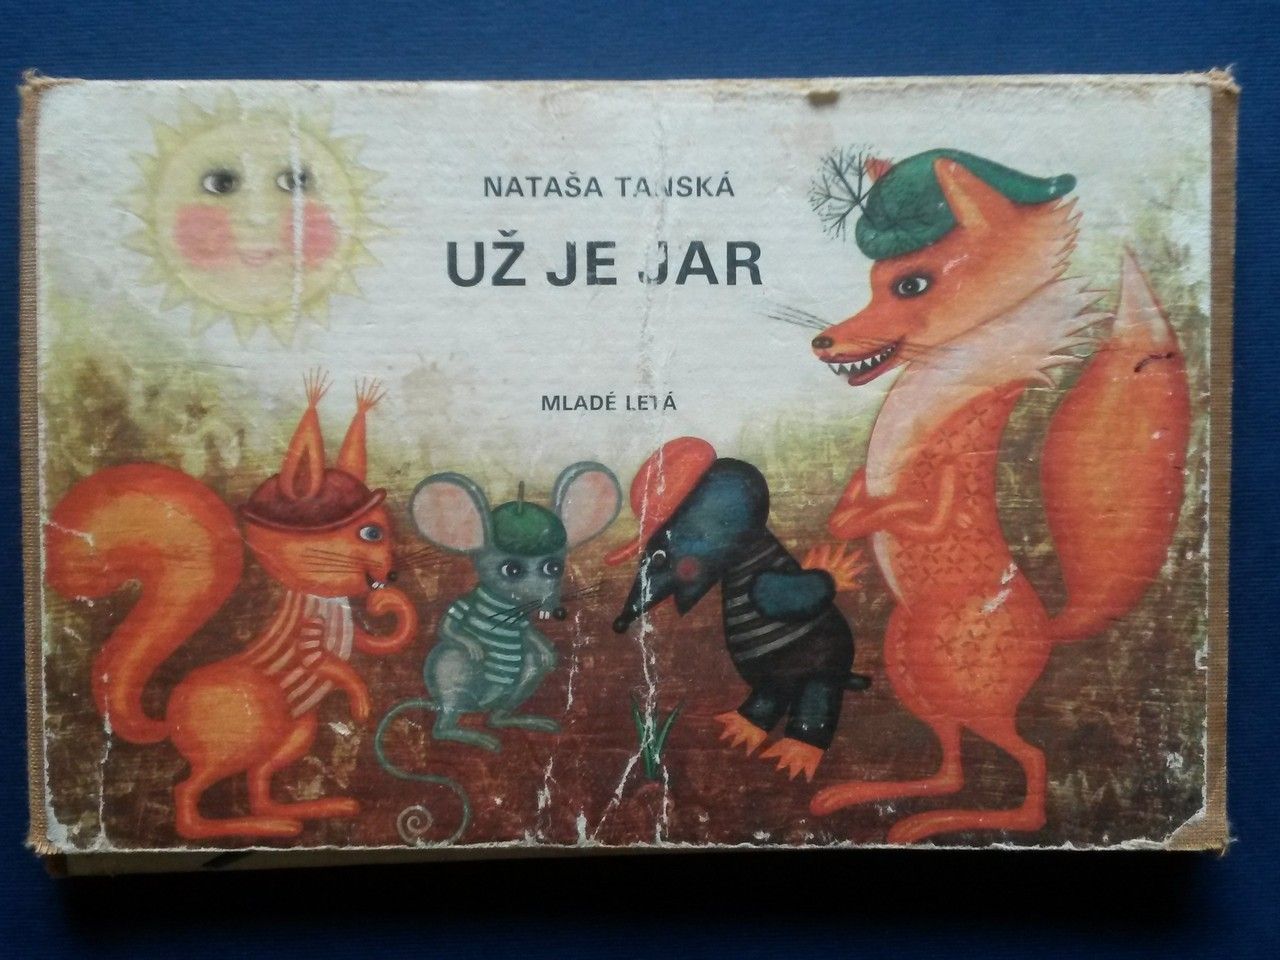 NATAŠA TANSKÁ
UŽ JE JAR
MLADÉ LETÁ